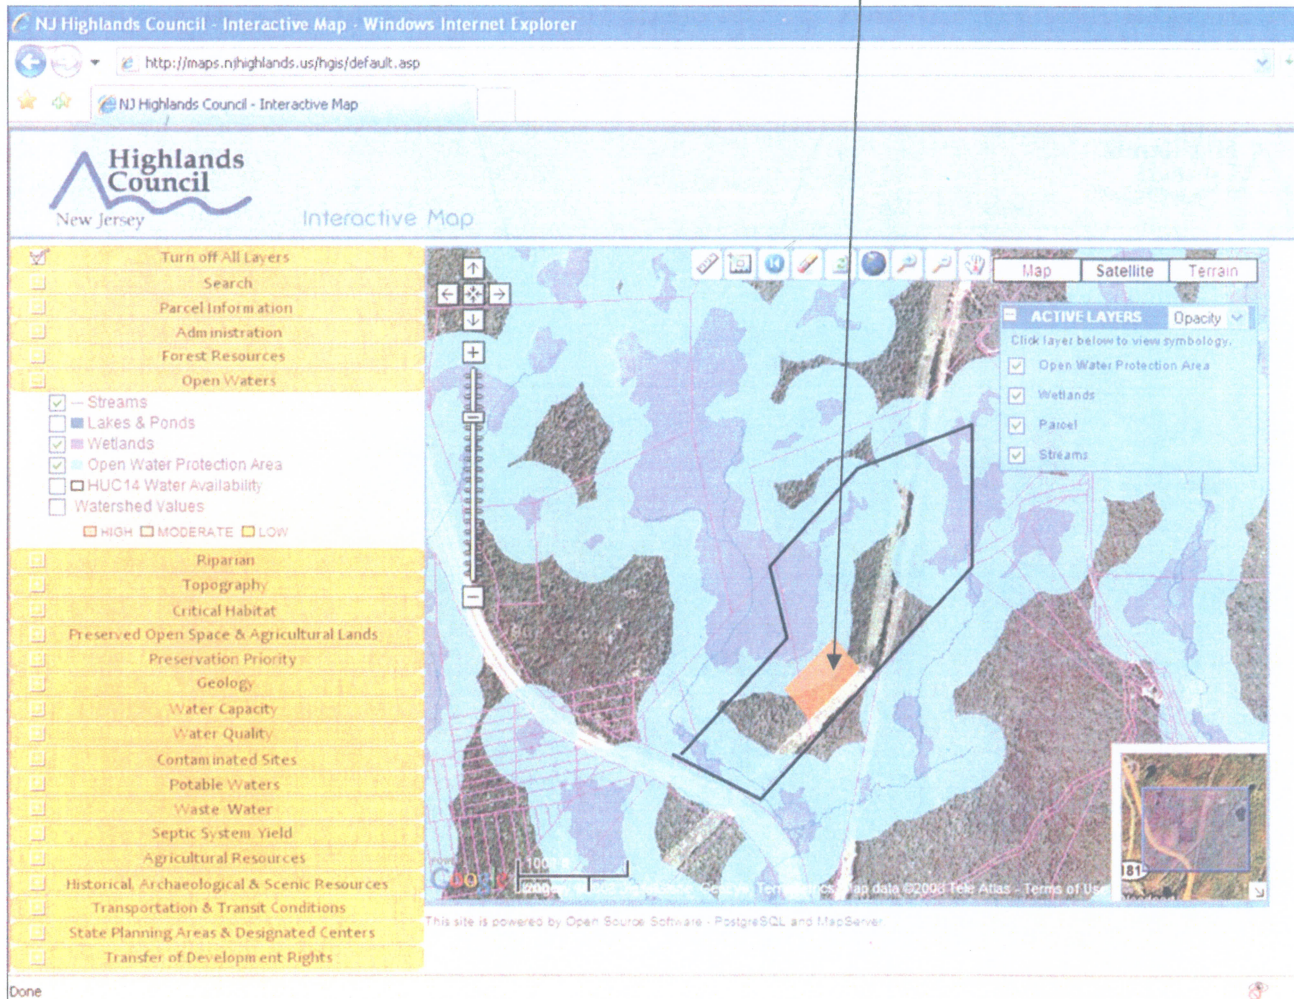 NJ Highlands Council - Interactive Map - Windows Internet Explorer
http://maps.njhighlands.us/hgis/default.asp
NJ Highlands Council - Interactive Map
Highlands
Council
New Jersey
Interactive Map
Turn off All Layers
Search
Parcel Information
Administration
Forest Resources
Open Waters
Streams
Lakes & Ponds
Wetlands
Open Water Protection Area
HUC14 Water Availability
Watershed Values
HIGH MODERATE LOW
Riparian
Topography
Critical Habitat
Preserved Open Space & Agricultural Lands
Preservation Priority
Geology
Water Capacity
Water Quality
Contaminated Sites
Potable Waters
Waste Water
Septic System Yield
Agricultural Resources
Historical, Archaeological & Scenic Resources
Transportation & Transit Conditions
State Planning Areas & Designated Centers
Transfer of Development Rights
Map Satellite Terrain
ACTIVE LAYERS Opacity
Click layer below to view symbology.
Open Water Protection Area
Wetlands
Parcel
Streams
181
Google
Map data ©2008 Tele Atlas - Terms of Use
This site is powered by Open Source Software - PostgreSQL and MapServer.
Done